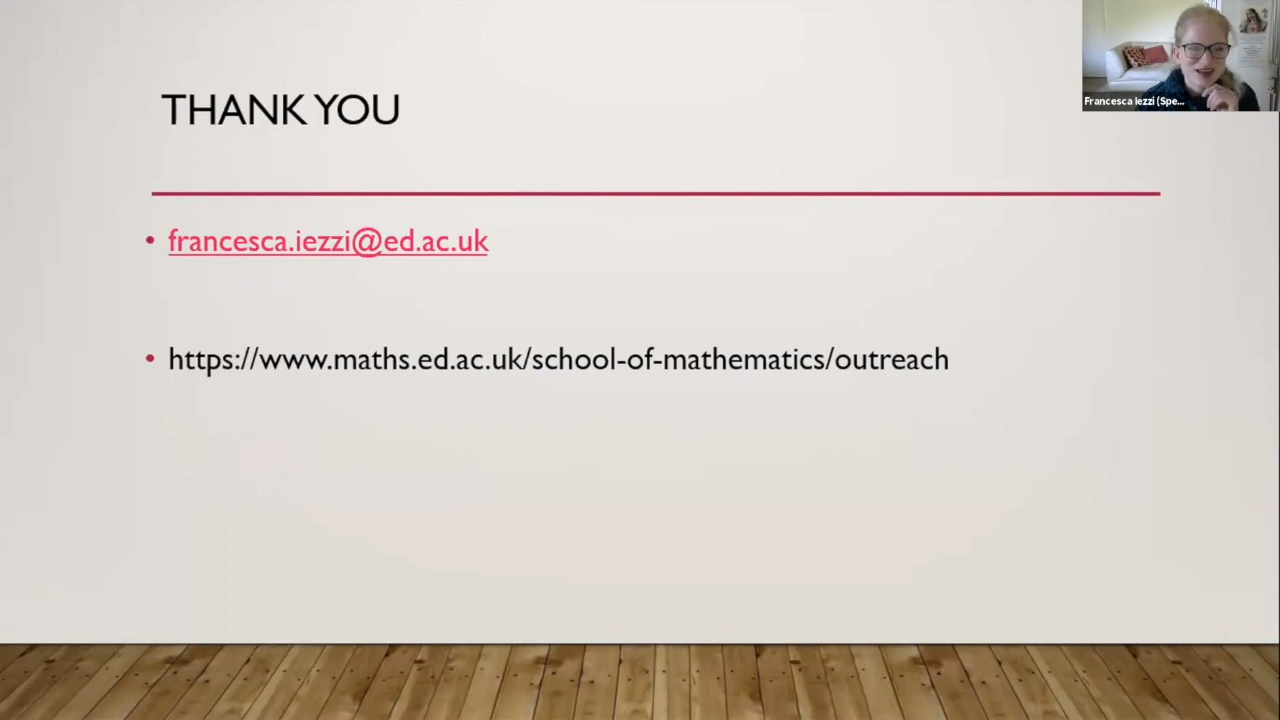 THANK YOU
francesca.iezzi@ed.ac.uk
https://www.maths.ed.ac.uk/school-of-mathematics/outreach
Francesca Iezzi (Spe...